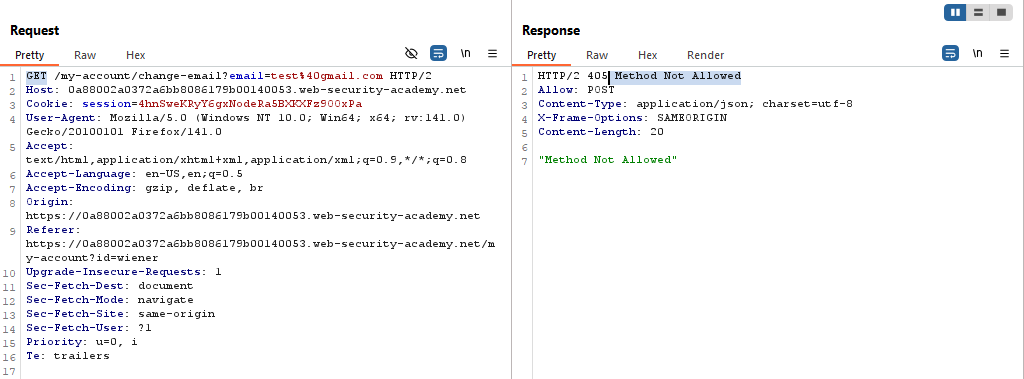 Request
Pretty Raw Hex
\n
1 GET /my-account/change-email?email=test%40gmail.com HTTP/2
2 Host: 0a88002a0372a6bb8086179b00140053.web-security-academy.net
3 Cookie: session=4hnSweKRyY6gxNodeRa5BXKXFz9O0xPa
4 User-Agent: Mozilla/5.0 (Windows NT 10.0; Win64; x64; rv:141.0)
Gecko/20100101 Firefox/141.0
5 Accept:
text/html,application/xhtml+xml,application/xml;q=0.9,*/*;q=0.8
6 Accept-Language: en-US,en;q=0.5
7 Accept-Encoding: gzip, deflate, br
8 Origin:
https://0a88002a0372a6bb8086179b00140053.web-security-academy.net
9 Referer:
https://0a88002a0372a6bb8086179b00140053.web-security-academy.net/m
y-account?id=wiener
10 Upgrade-Insecure-Requests: 1
11 Sec-Fetch-Dest: document
12 Sec-Fetch-Mode: navigate
13 Sec-Fetch-Site: same-origin
14 Sec-Fetch-User: ?1
15 Priority: u=0, i
16 Te: trailers
17
Response
Pretty Raw Hex Render
\n
1 HTTP/2 405 Method Not Allowed
2 Allow: POST
3 Content-Type: application/json; charset=utf-8
4 X-Frame-Options: SAMEORIGIN
5 Content-Length: 20
6
7 "Method Not Allowed"